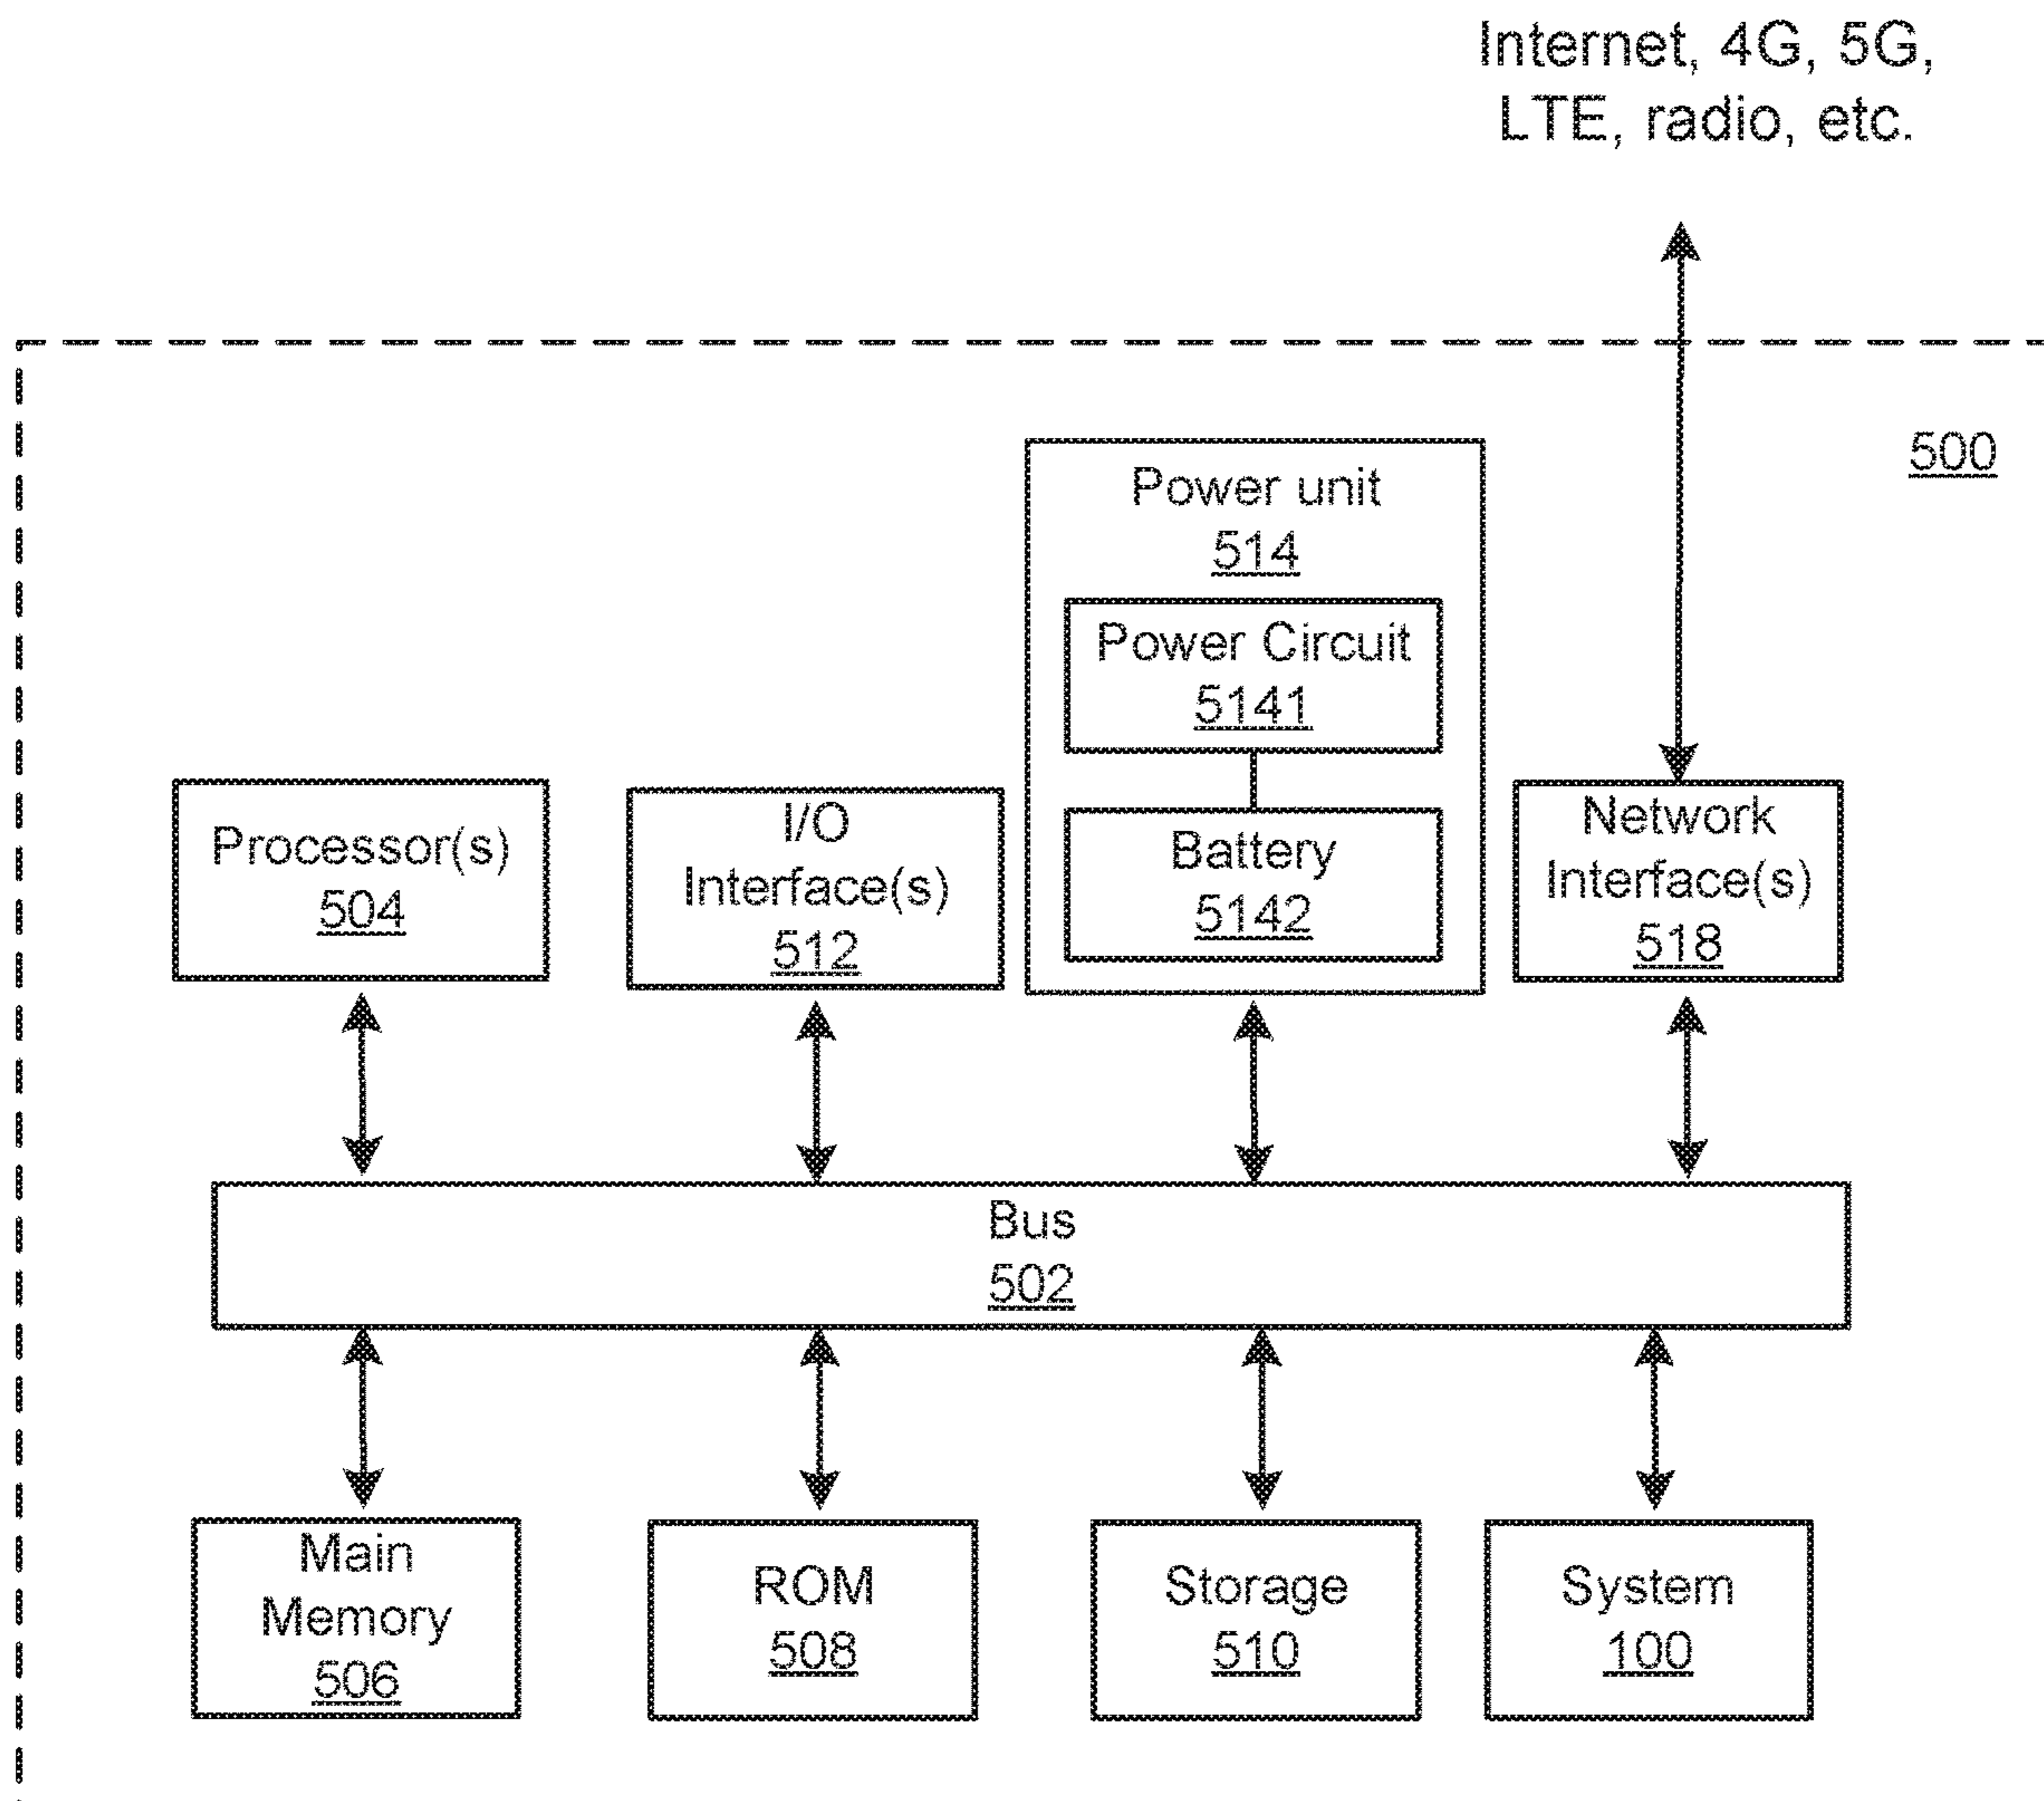 Internet, 4G, 5G,
LTE, radio, etc.
500
Power unit
514
Power Circuit
5141
Battery
5142
Processor(s)
504
I/O
Interface(s)
512
Network
Interface(s)
518
Bus
502
Main
Memory
506
ROM
508
Storage
510
System
100